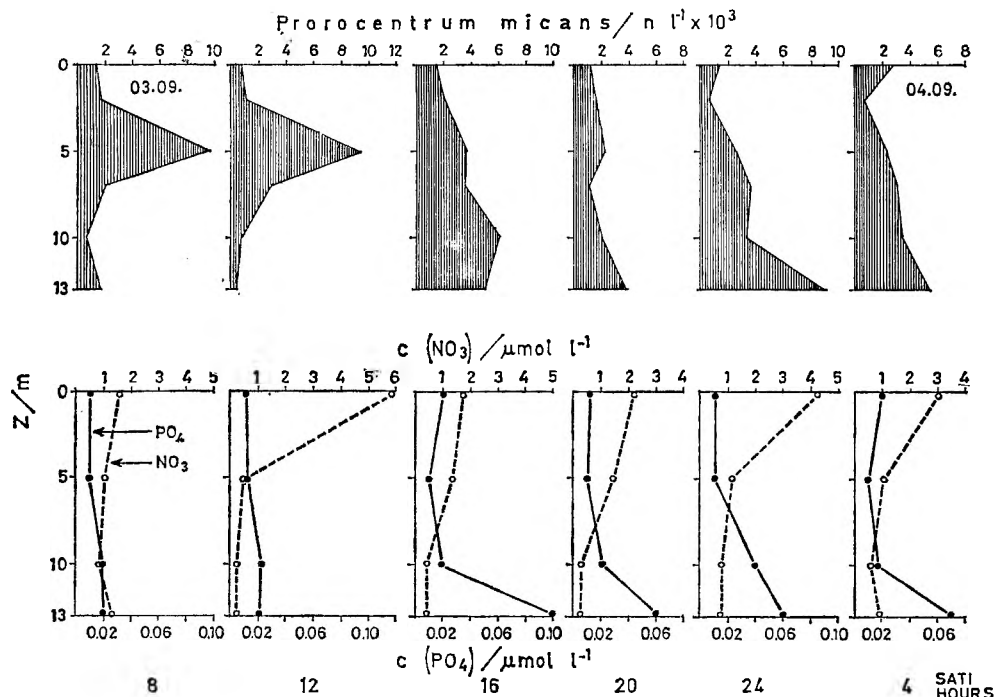 Prorocentrum micans / n l⁻¹ x 10³
2 4 6 8 10 2 4 6 8 10 12 2 4 6 8 2 4 6 2 4 6 8 2 4 6 8
0
03.09.
04.09.
5
10
13
c (NO₃) / µmol l⁻¹
1 2 3 4 5 1 2 3 4 5 6 1 2 3 4 5 1 2 3 4 1 2 3 4 5 1 2 3 4
0
PO₄
NO₃
z/m
5
10
13
0.02 0.06 0.10 0.02 0.06 0.10 0.02 0.06 0.10 0.02 0.06 0.02 0.06 0.10 0.02 0.06
c (PO₄) / µmol l⁻¹
8 12 16 20 24 4 SATI
HOURS